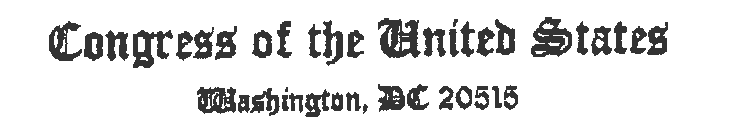 Congress of the United States
Washington, DC 20515